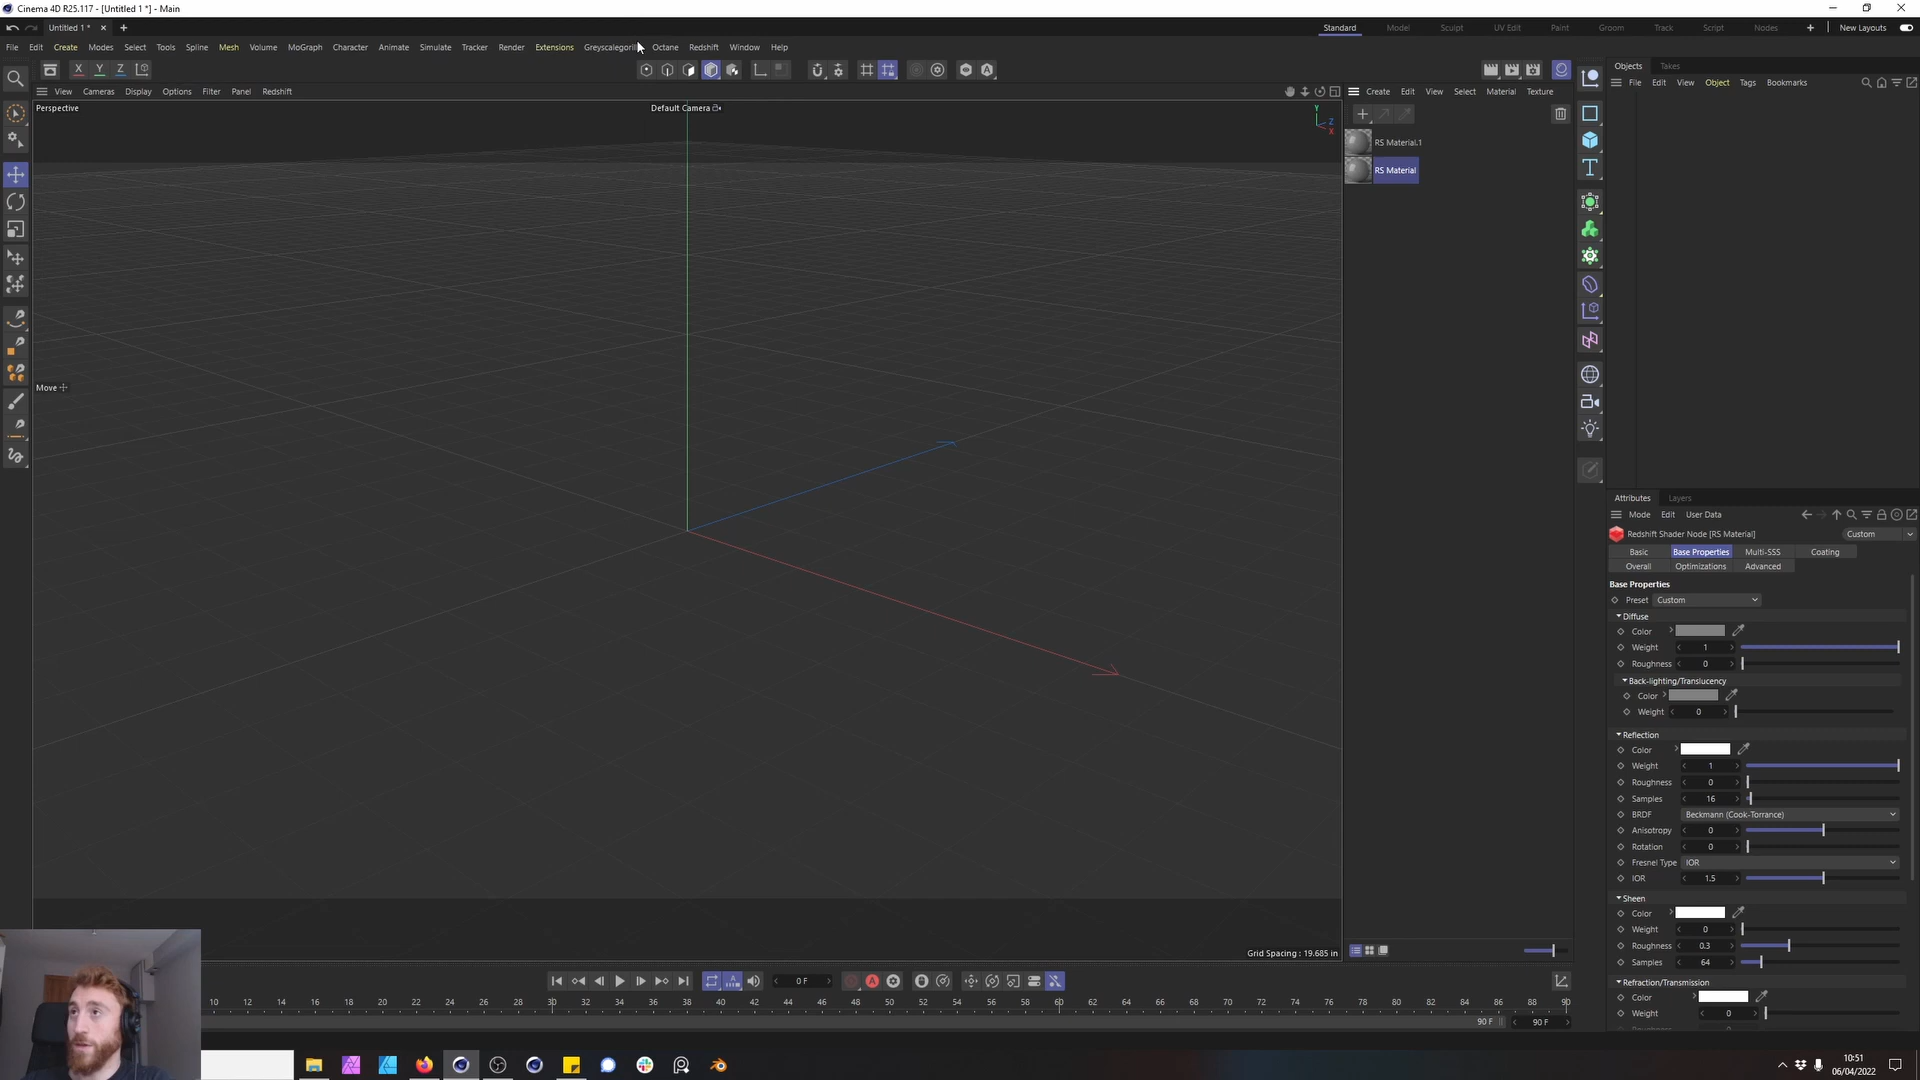 Cinema 4D R25.117 - [Untitled 1 *] - Main
Untitled 1 *
Standard Model Sculpt UV Edit Paint Groom Track Script Nodes New Layouts
File Edit Create Modes Select Tools Spline Mesh Volume MoGraph Character Animate Simulate Tracker Render Extensions Octane Redshift Window Help
X Y Z
Objects Takes
File Edit View Object Tags Bookmarks
View Cameras Display Options Filter Panel Redshift
Create Edit View Select Material Texture
Perspective
Default Camera
Y
Z
X
RS Material.1
RS Material
Move
Attributes Layers
Mode Edit User Data
Redshift Shader Node [RS Material] Custom
Basic Base Properties Multi-SSS Coating
Overall Optimizations Advanced
Base Properties
Preset Custom
Diffuse
Color
Weight 1
Roughness 0
Back-lighting/Translucency
Color
Weight 0
Reflection
Color
Weight 1
Roughness 0
Samples 16
BRDF Beckmann (Cook-Torrance)
Anisotropy 0
Rotation 0
Fresnel Type IOR
IOR 1.5
Sheen
Color
Weight 0
Roughness 0.3
Samples 64
Refraction/Transmission
Color
Weight 0
Grid Spacing : 19.685 in
0 F
10 12 14 16 18 20 22 24 26 28 30 32 34 36 38 40 42 44 46 48 50 52 54 56 58 60 62 64 66 68 70 72 74 76 78 80 82 84 86 88 90
90 F 90 F
10:51
06/04/2022